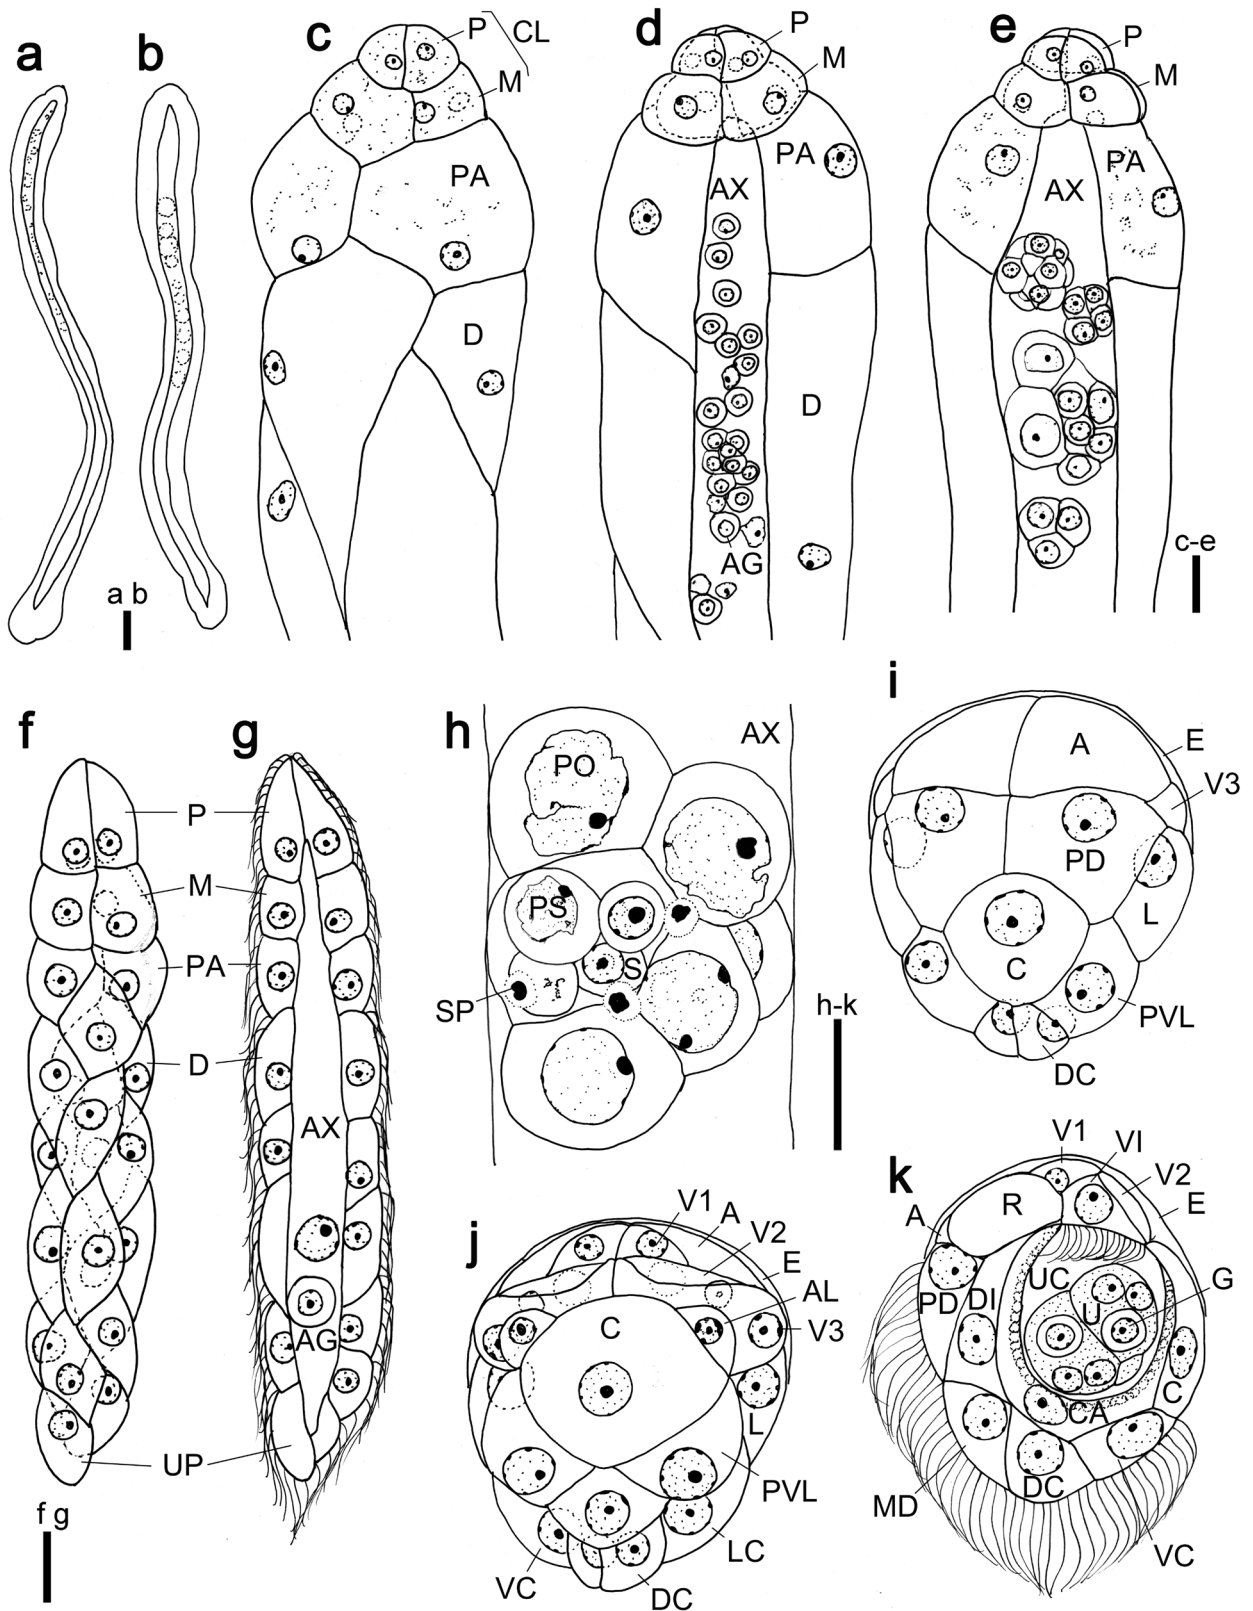 a
b
c
P
CL
M
PA
D
d
P
M
PA
AX
D
AG
e
P
M
PA
AX
c-e
a b
f
g
P
M
PA
D
AX
AG
UP
f g
h
AX
PO
PS
S
SP
h-k
i
A
E
V3
PD
L
C
PVL
DC
j
V1
A
V2
E
AL
V3
C
L
PVL
LC
VC
DC
k
V1
VI
V2
E
A
R
G
UC
U
PD
DI
C
CA
MD
DC
VC